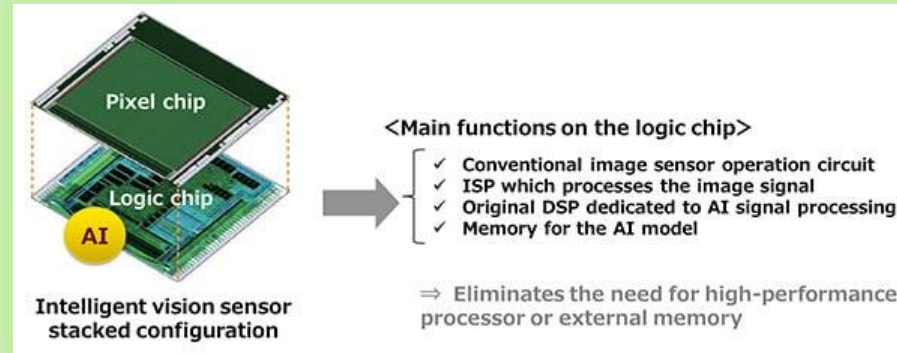 Pixel chip
Logic chip
AI
Intelligent vision sensor
stacked configuration
<Main functions on the logic chip>
✓ Conventional image sensor operation circuit
✓ ISP which processes the image signal
✓ Original DSP dedicated to AI signal processing
✓ Memory for the AI model
⇒ Eliminates the need for high-performance
processor or external memory